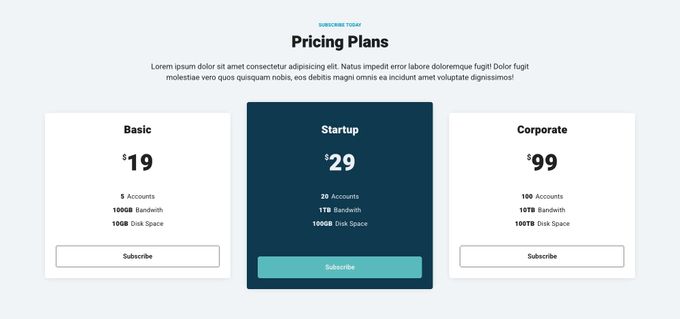 SUBSCRIBE TODAY
Pricing Plans
Lorem ipsum dolor sit amet consectetur adipisicing elit. Natus impedit error labore doloremque fugit! Dolor fugit
molestiae vero quos quisquam nobis, eos debitis magni omnis ea incidunt amet voluptate dignissimos!
Basic
$19
5 Accounts
100GB Bandwith
10GB Disk Space
Subscribe
Startup
$29
20 Accounts
1TB Bandwith
100GB Disk Space
Subscribe
Corporate
$99
100 Accounts
10TB Bandwith
100TB Disk Space
Subscribe